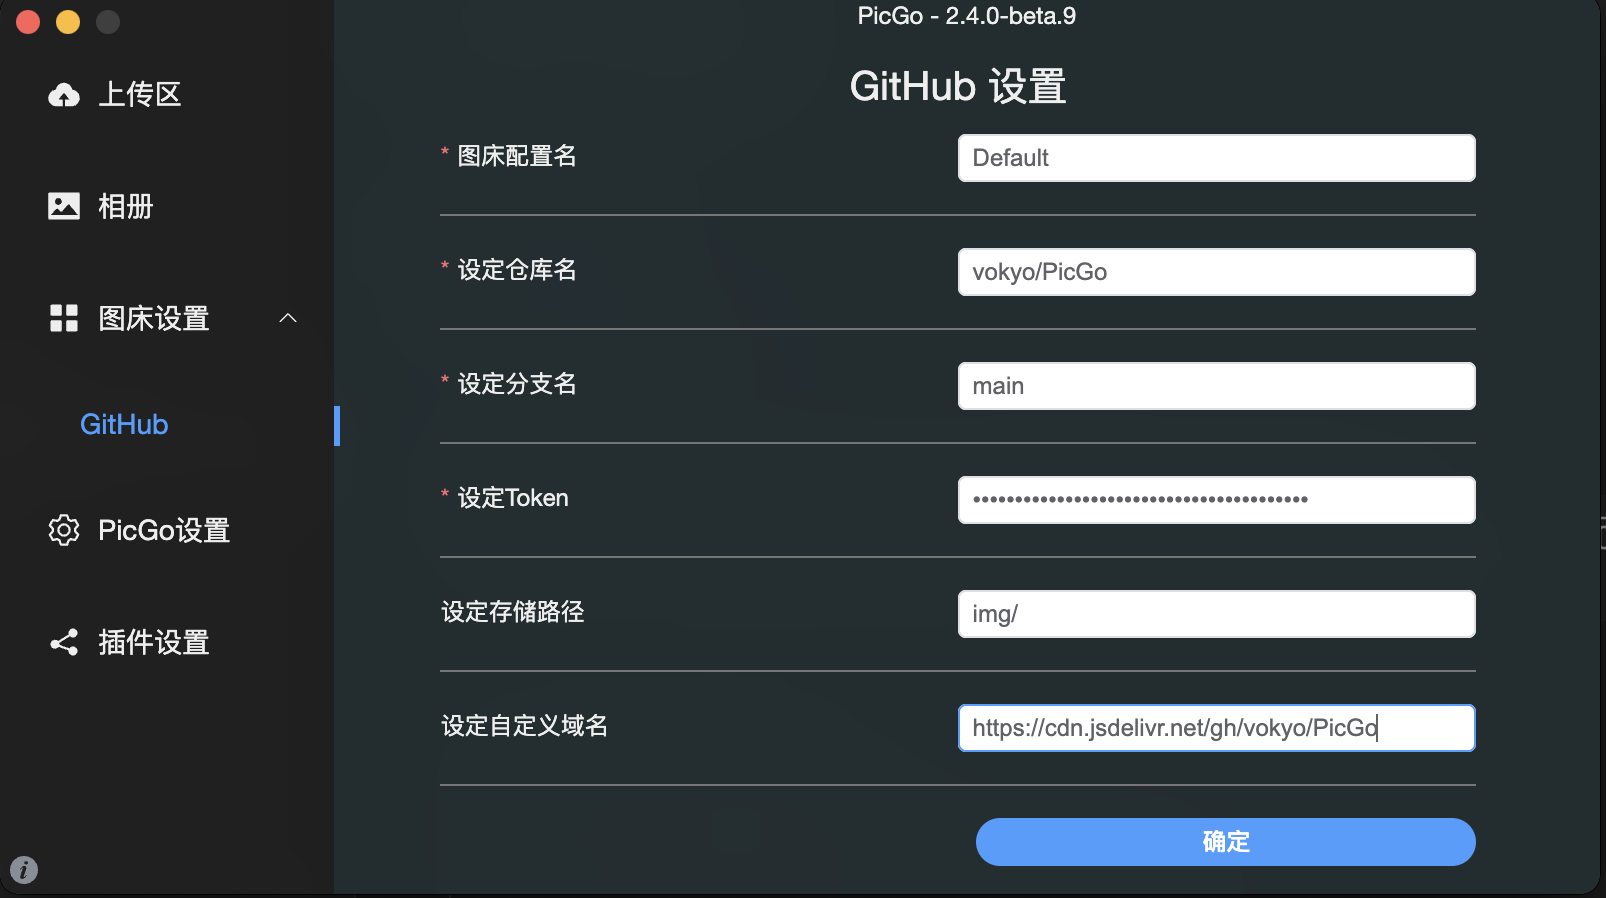 PicGo - 2.4.0-beta.9
上传区
相册
图床设置
GitHub
PicGo设置
插件设置
GitHub 设置
* 图床配置名
Default
* 设定仓库名
vokyo/PicGo
* 设定分支名
main
* 设定Token
••••••••••••••••••••••••••••••••••••••••
设定存储路径
img/
设定自定义域名
https://cdn.jsdelivr.net/gh/vokyo/PicGo
确定